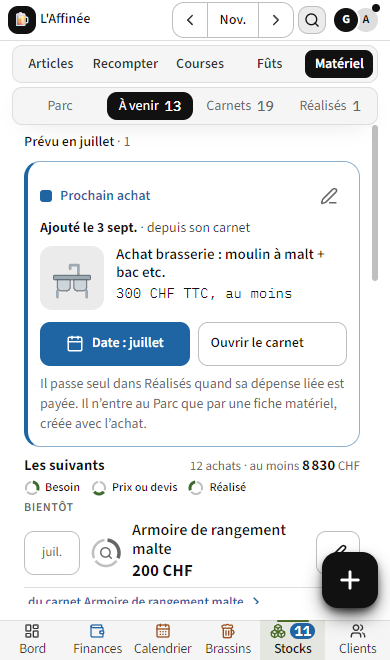 L'Affinée
Nov.
G
A
Articles
Recompter
Courses
Fûts
Matériel
Parc
À venir 13
Carnets 19
Réalisés 1
Prévu en juillet · 1
Prochain achat
Ajouté le 3 sept. · depuis son carnet
Achat brasserie : moulin à malt +
bac etc.
300 CHF TTC, au moins
Date : juillet
Ouvrir le carnet
Il passe seul dans Réalisés quand sa dépense liée est
payée. Il n'entre au Parc que par une fiche matériel,
créée avec l'achat.
Les suivants
12 achats · au moins 8 830 CHF
Besoin
Prix ou devis
Réalisé
BIENTÔT
juil.
Armoire de rangement
malte
200 CHF
du carnet Armoire de rangement malte
Bord
Finances
Calendrier
Brassins
11
Stocks
Clients